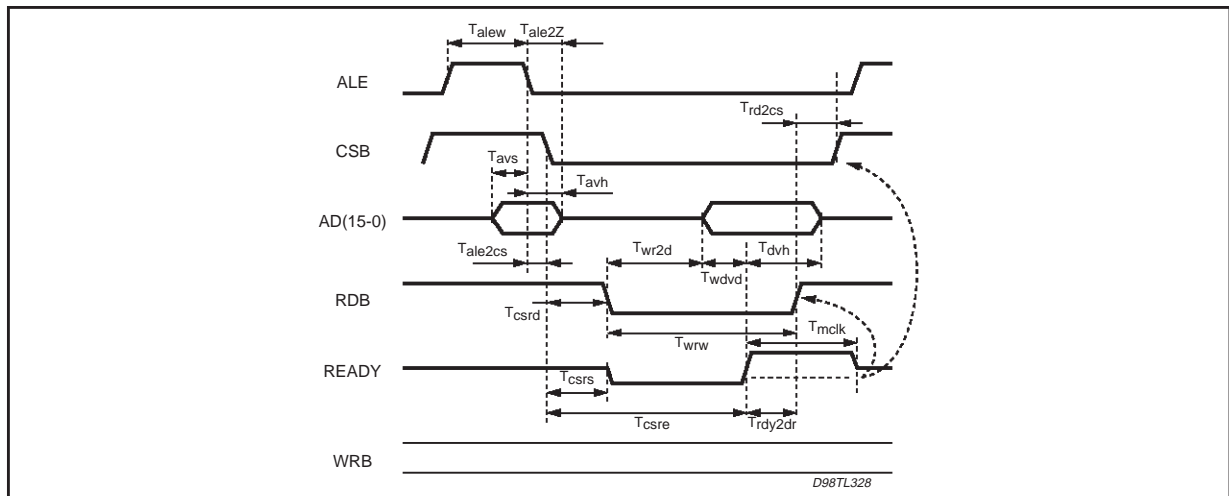 Talew
Tale2Z
ALE
Trd2cs
CSB
Tavs
Tavh
AD(15-0)
Tale2cs
Twr2d
Tdvh
Twdvd
RDB
Tcsrd
Tmclk
Twrw
READY
Tcsrs
Tcsre
Trdy2dr
WRB
D98TL328